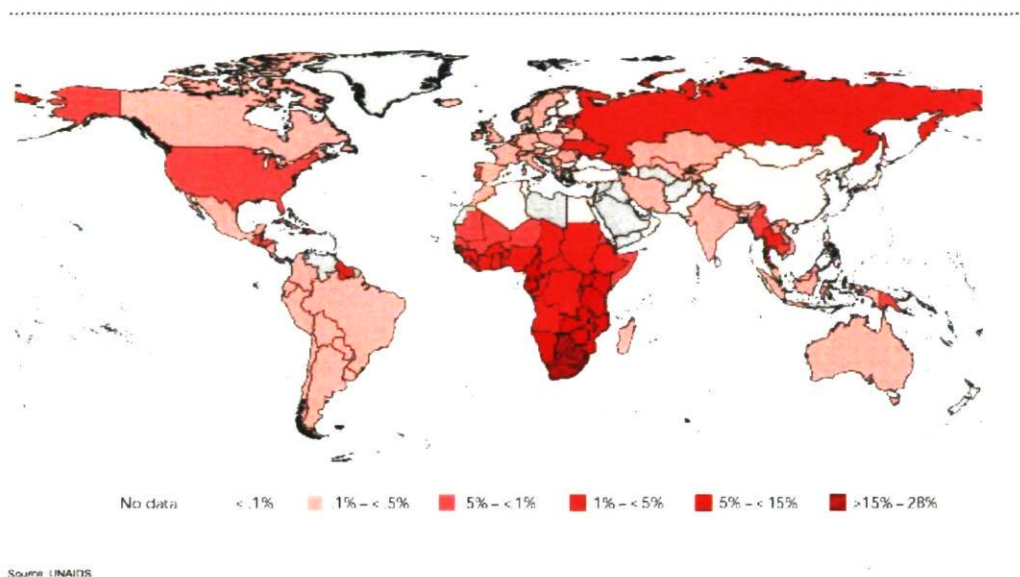 No data < .1% .1% – < .5% 5% – < 1% 1% – < 5% 5% – < 15% >15% – 28%
Source UNAIDS